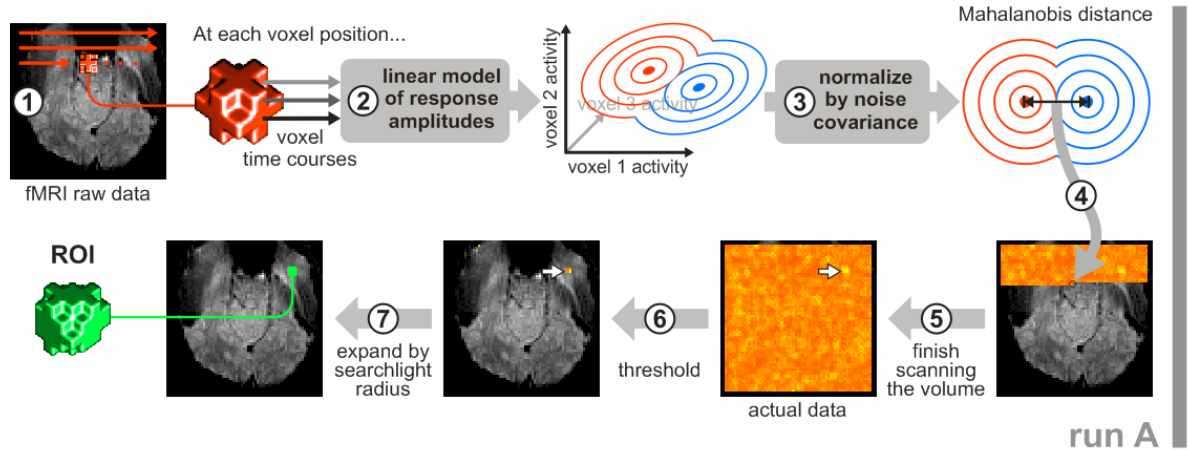 At each voxel position...
Mahalanobis distance
1
2
linear model
of response
amplitudes
voxel
time courses
fMRI raw data
voxel 2 activity
voxel 3 activity
voxel 1 activity
3
normalize
by noise
covariance
4
ROI
7
expand by
searchlight
radius
6
threshold
actual data
5
finish
scanning
the volume
run A